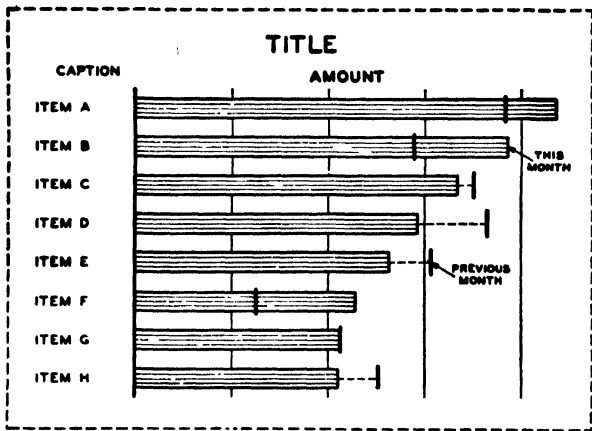 TITLE
CAPTION AMOUNT
ITEM A
ITEM B
THIS
MONTH
ITEM C
ITEM D
ITEM E
PREVIOUS
MONTH
ITEM F
ITEM G
ITEM H